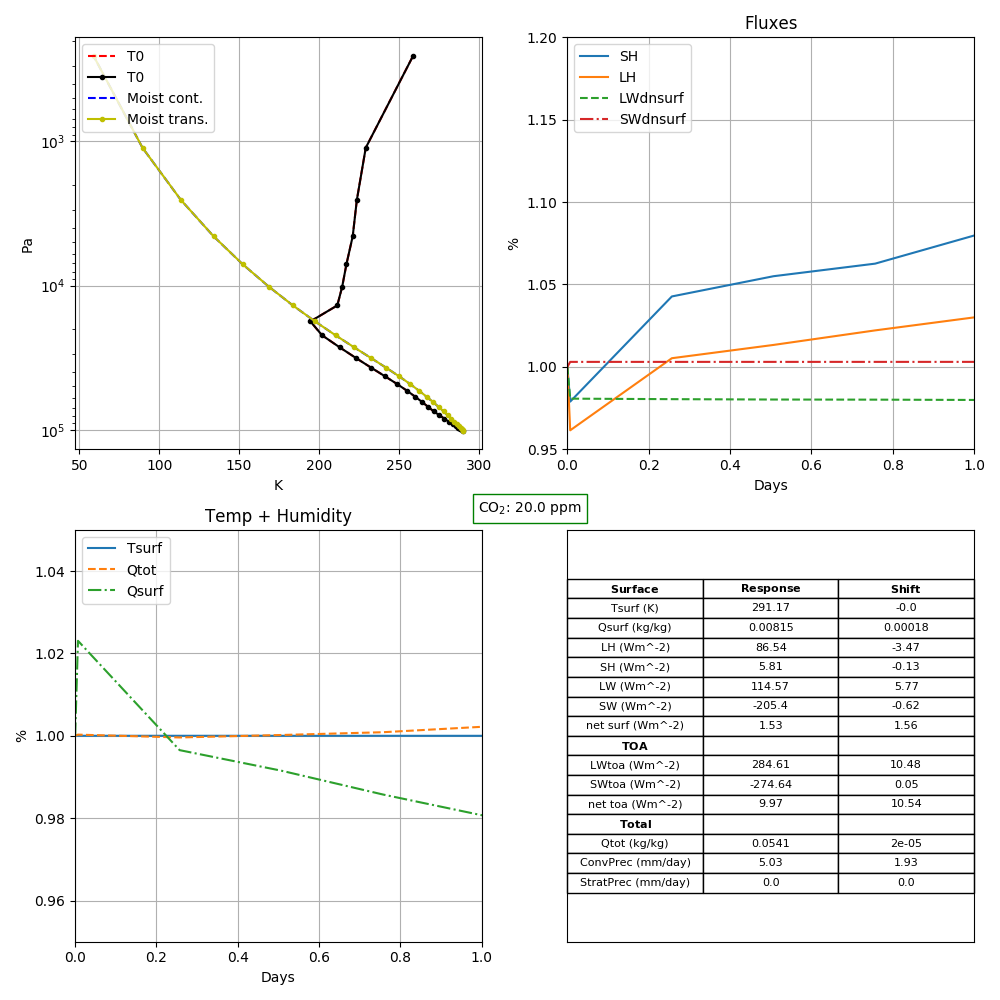 T0
T0
Moist cont.
Moist trans.
10^3
10^4
10^5
Pa
50 100 150 200 250 300
K
Fluxes
SH
LH
LWdnsurf
SWdnsurf
1.20
1.15
1.10
1.05
1.00
0.95
%
0.0 0.2 0.4 0.6 0.8 1.0
Days
CO₂: 20.0 ppm
Temp + Humidity
Tsurf
Qtot
Qsurf
1.04
1.02
1.00
0.98
0.96
%
0.0 0.2 0.4 0.6 0.8 1.0
Days
Surface Response Shift
Tsurf (K) 291.17 -0.0
Qsurf (kg/kg) 0.00815 0.00018
LH (Wm^-2) 86.54 -3.47
SH (Wm^-2) 5.81 -0.13
LW (Wm^-2) 114.57 5.77
SW (Wm^-2) -205.4 -0.62
net surf (Wm^-2) 1.53 1.56
TOA
LWtoa (Wm^-2) 284.61 10.48
SWtoa (Wm^-2) -274.64 0.05
net toa (Wm^-2) 9.97 10.54
Total
Qtot (kg/kg) 0.0541 2e-05
ConvPrec (mm/day) 5.03 1.93
StratPrec (mm/day) 0.0 0.0